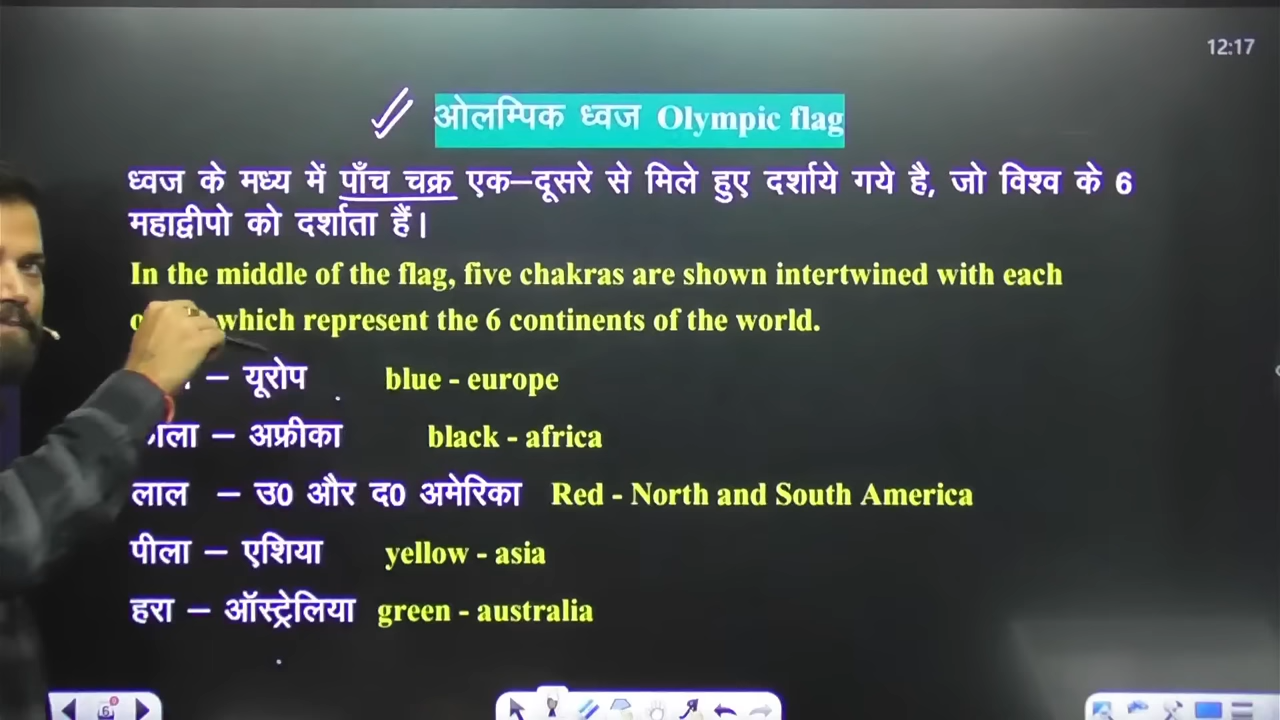 12:17
ओलम्पिक ध्वज Olympic flag
ध्वज के मध्य में पाँच चक्र एक–दूसरे से मिले हुए दर्शाये गये है, जो विश्व के 6
महाद्वीपो को दर्शाता हैं।
In the middle of the flag, five chakras are shown intertwined with each
which represent the 6 continents of the world.
– यूरोप blue - europe
– अफ्रीका black - africa
लाल – उ0 और द0 अमेरिका Red - North and South America
पीला – एशिया yellow - asia
हरा – ऑस्ट्रेलिया green - australia
6